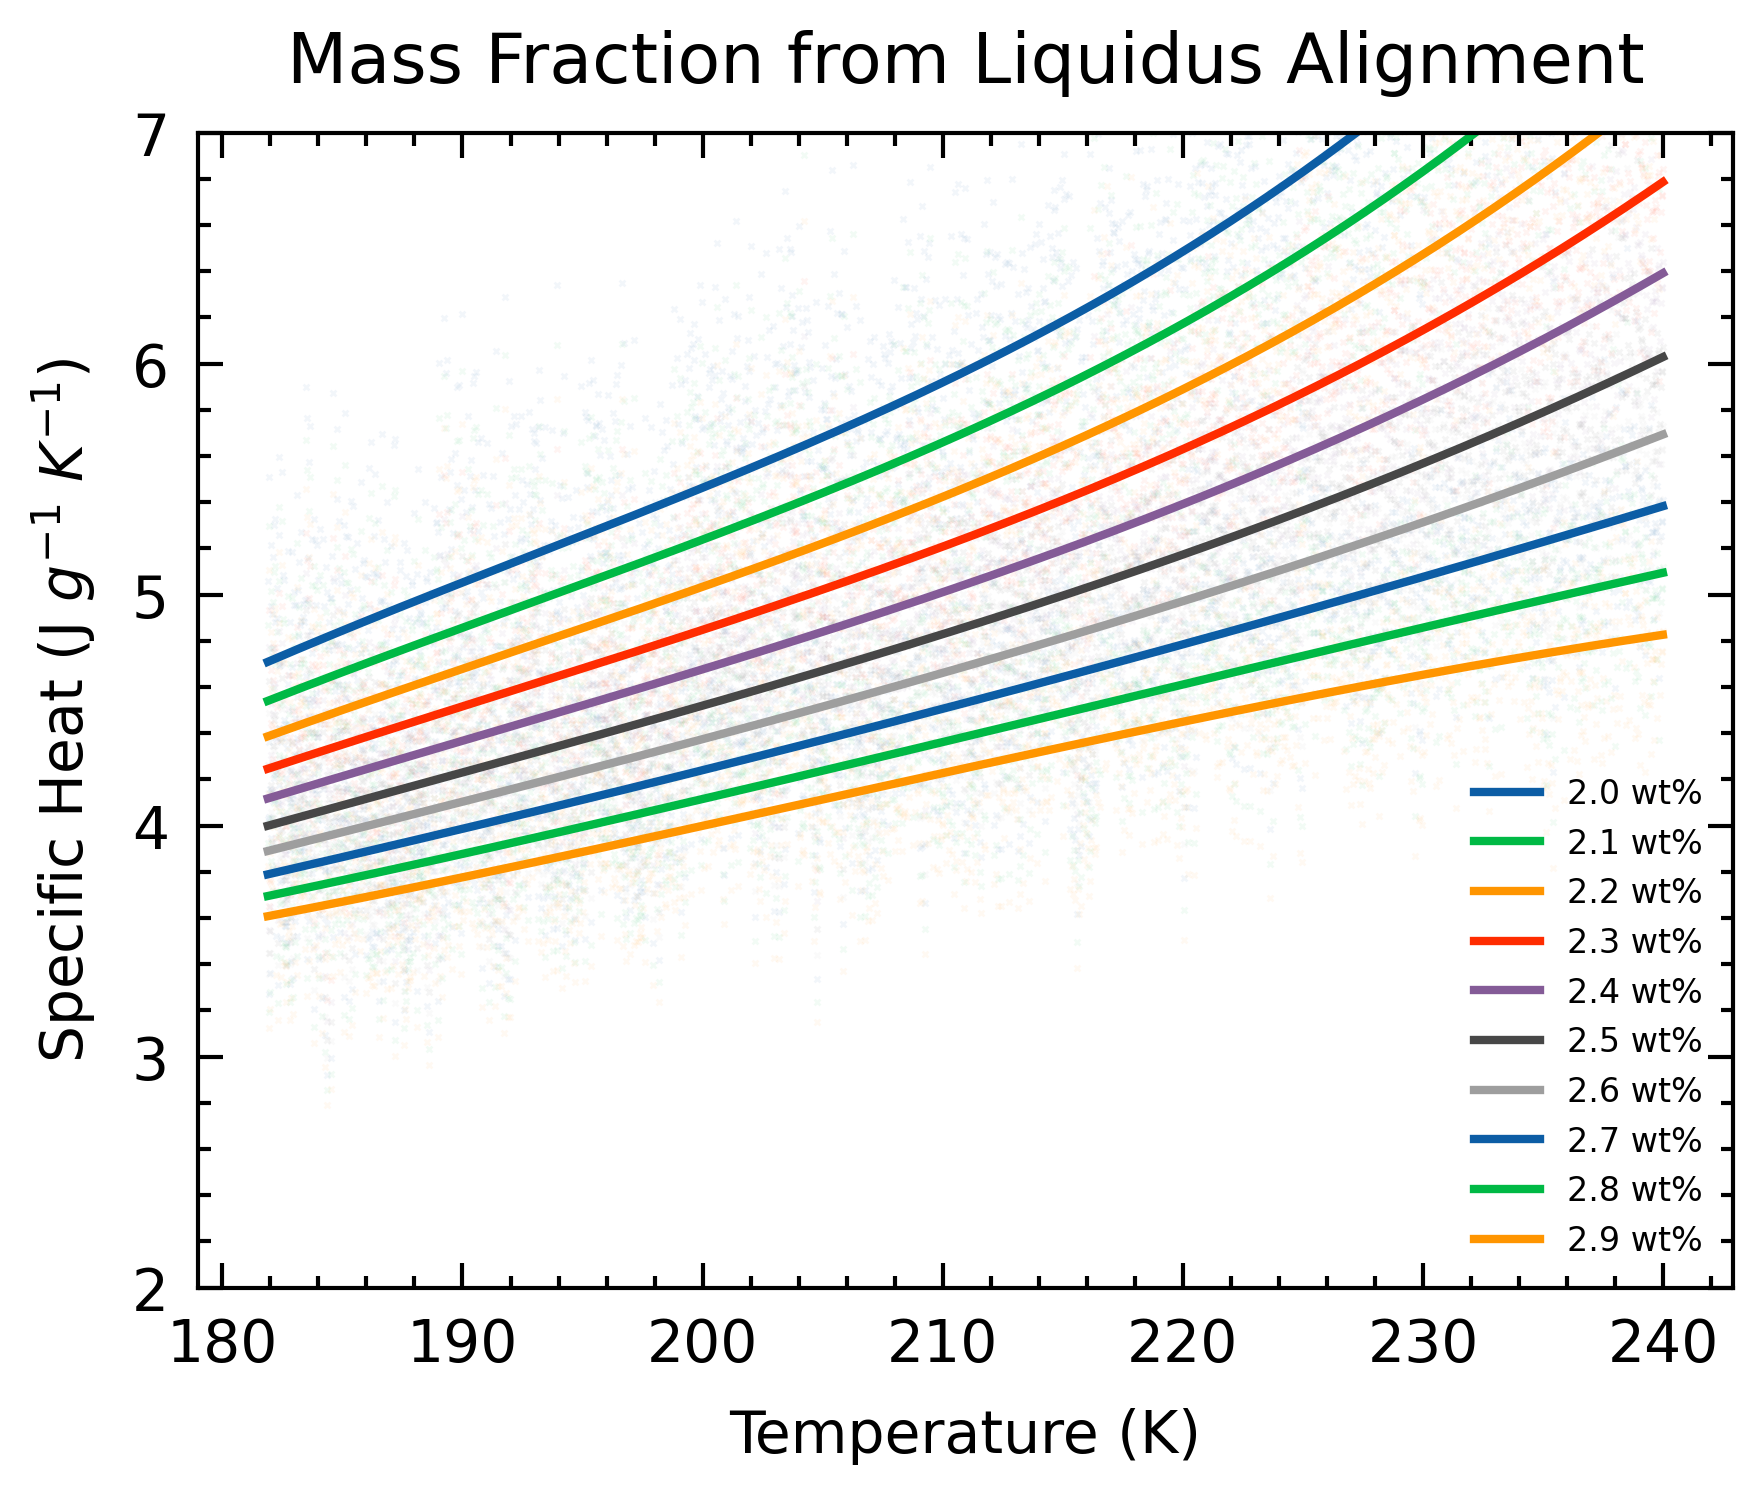 Mass Fraction from Liquidus Alignment
7
6
5
4
3
2
Specific Heat (J g⁻¹ K⁻¹)
2.0 wt%
2.1 wt%
2.2 wt%
2.3 wt%
2.4 wt%
2.5 wt%
2.6 wt%
2.7 wt%
2.8 wt%
2.9 wt%
180 190 200 210 220 230 240
Temperature (K)